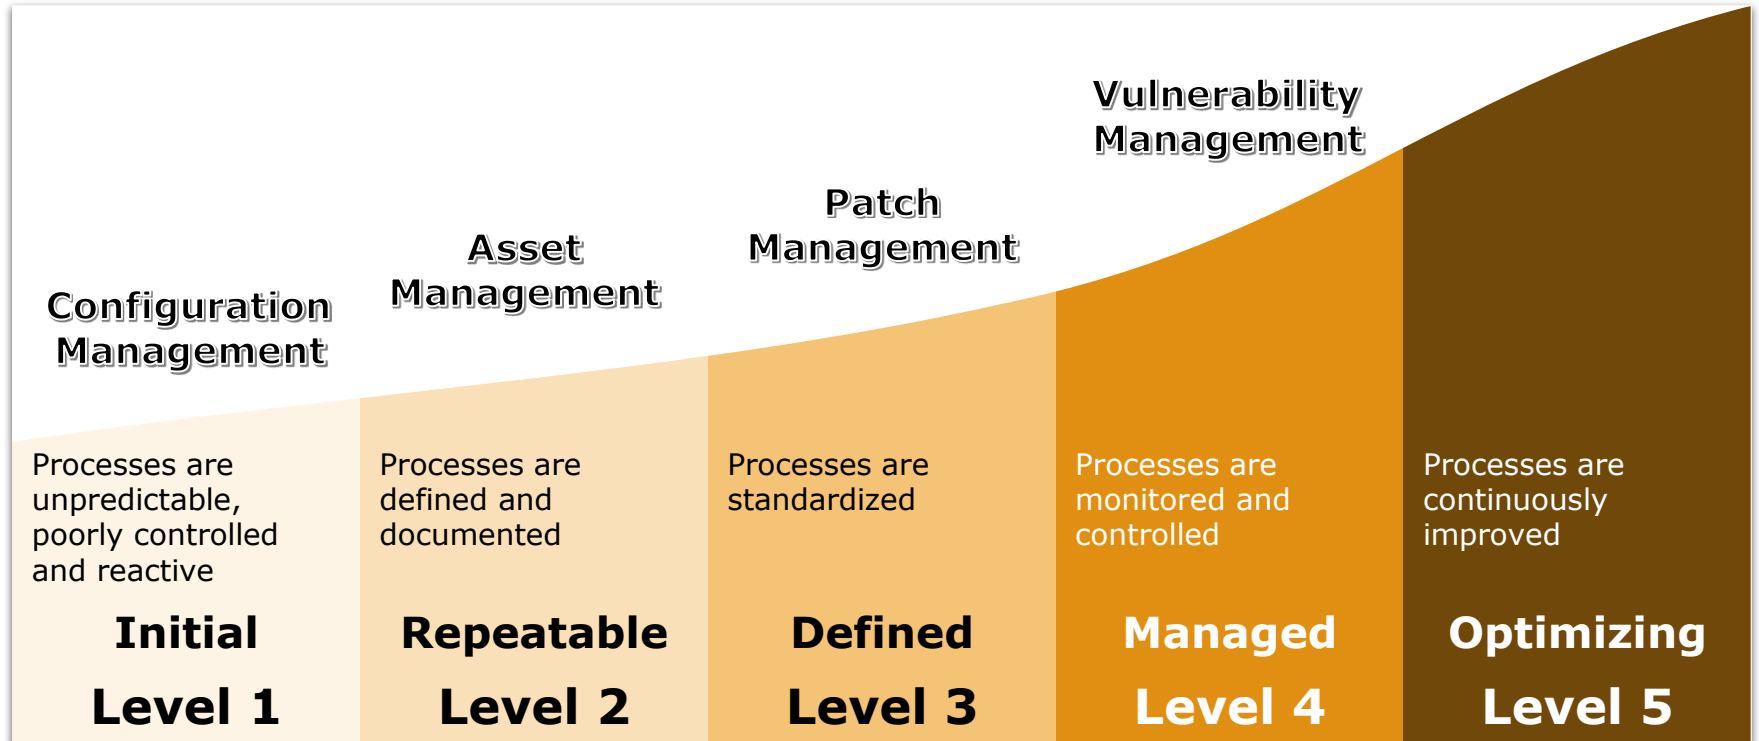 Configuration
Management
Asset
Management
Patch
Management
Vulnerability
Management
Processes are
unpredictable,
poorly controlled
and reactive
Initial
Level 1
Processes are
defined and
documented
Repeatable
Level 2
Processes are
standardized
Defined
Level 3
Processes are
monitored and
controlled
Managed
Level 4
Processes are
continuously
improved
Optimizing
Level 5